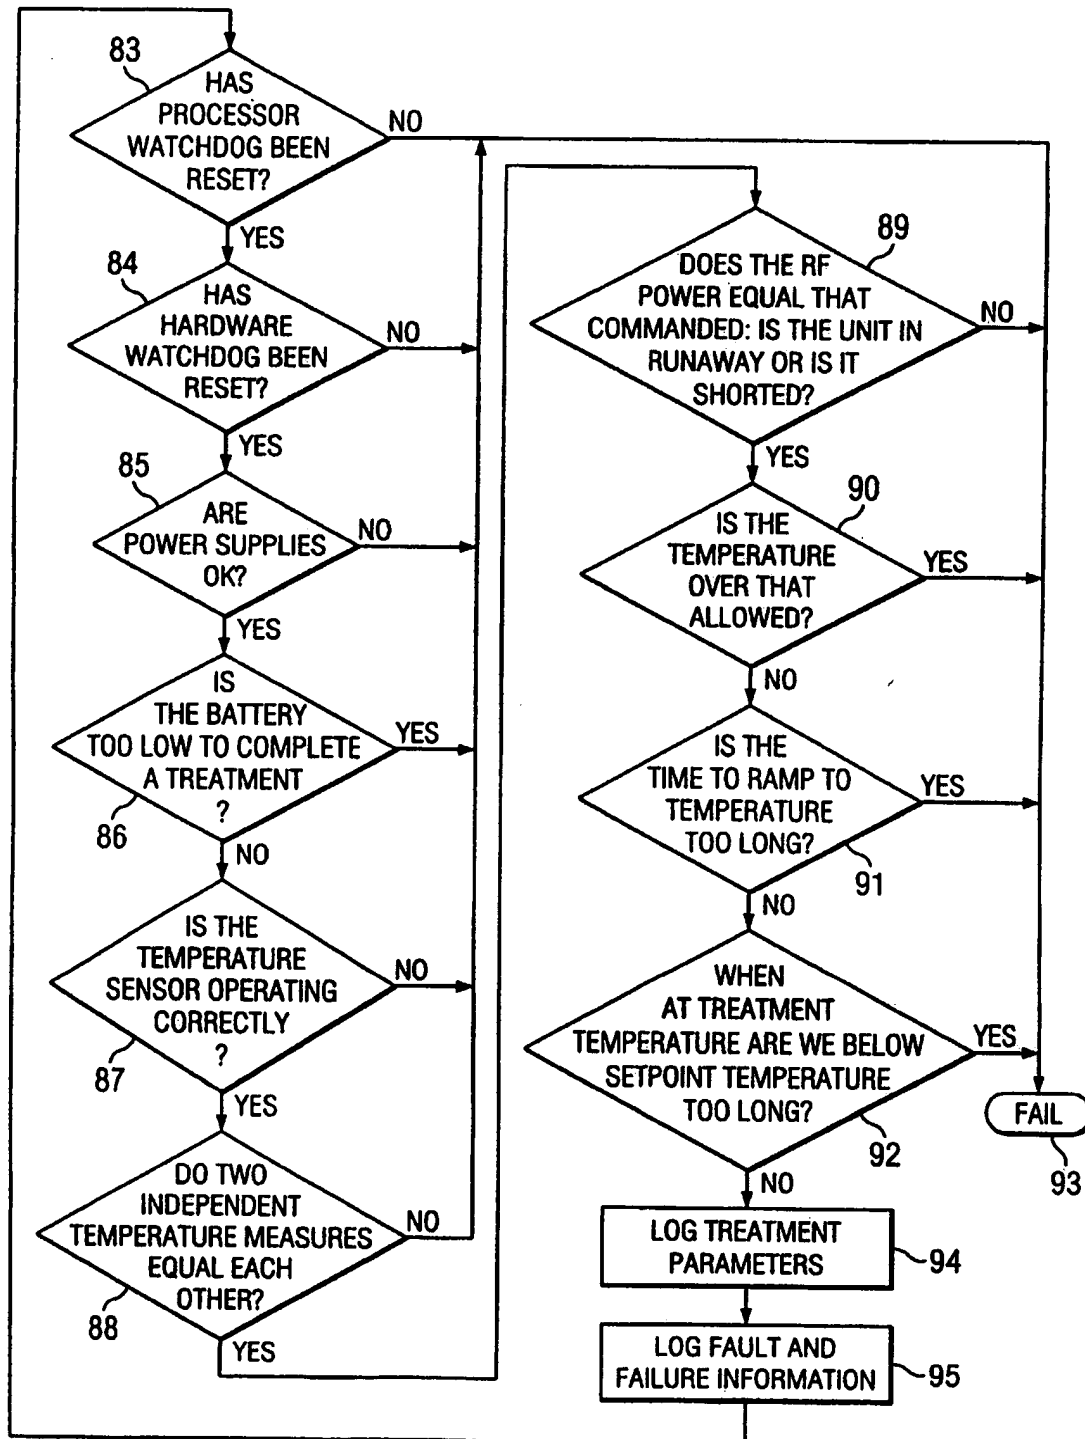 83
HAS
PROCESSOR
WATCHDOG BEEN
RESET?
NO
YES
84
HAS
HARDWARE
WATCHDOG BEEN
RESET?
NO
YES
85
ARE
POWER SUPPLIES
OK?
NO
YES
IS
THE BATTERY
TOO LOW TO COMPLETE
A TREATMENT
?
YES
86
NO
IS THE
TEMPERATURE
SENSOR OPERATING
CORRECTLY
?
NO
87
YES
DO TWO
INDEPENDENT
TEMPERATURE MEASURES
EQUAL EACH
OTHER?
NO
88
YES
89
DOES THE RF
POWER EQUAL THAT
COMMANDED: IS THE UNIT IN
RUNAWAY OR IS IT
SHORTED?
NO
YES
90
IS THE
TEMPERATURE
OVER THAT
ALLOWED?
YES
NO
IS THE
TIME TO RAMP TO
TEMPERATURE
TOO LONG?
YES
91
NO
WHEN
AT TREATMENT
TEMPERATURE ARE WE BELOW
SETPOINT TEMPERATURE
TOO LONG?
YES
92
NO
FAIL
93
LOG TREATMENT
PARAMETERS
94
LOG FAULT AND
FAILURE INFORMATION
95